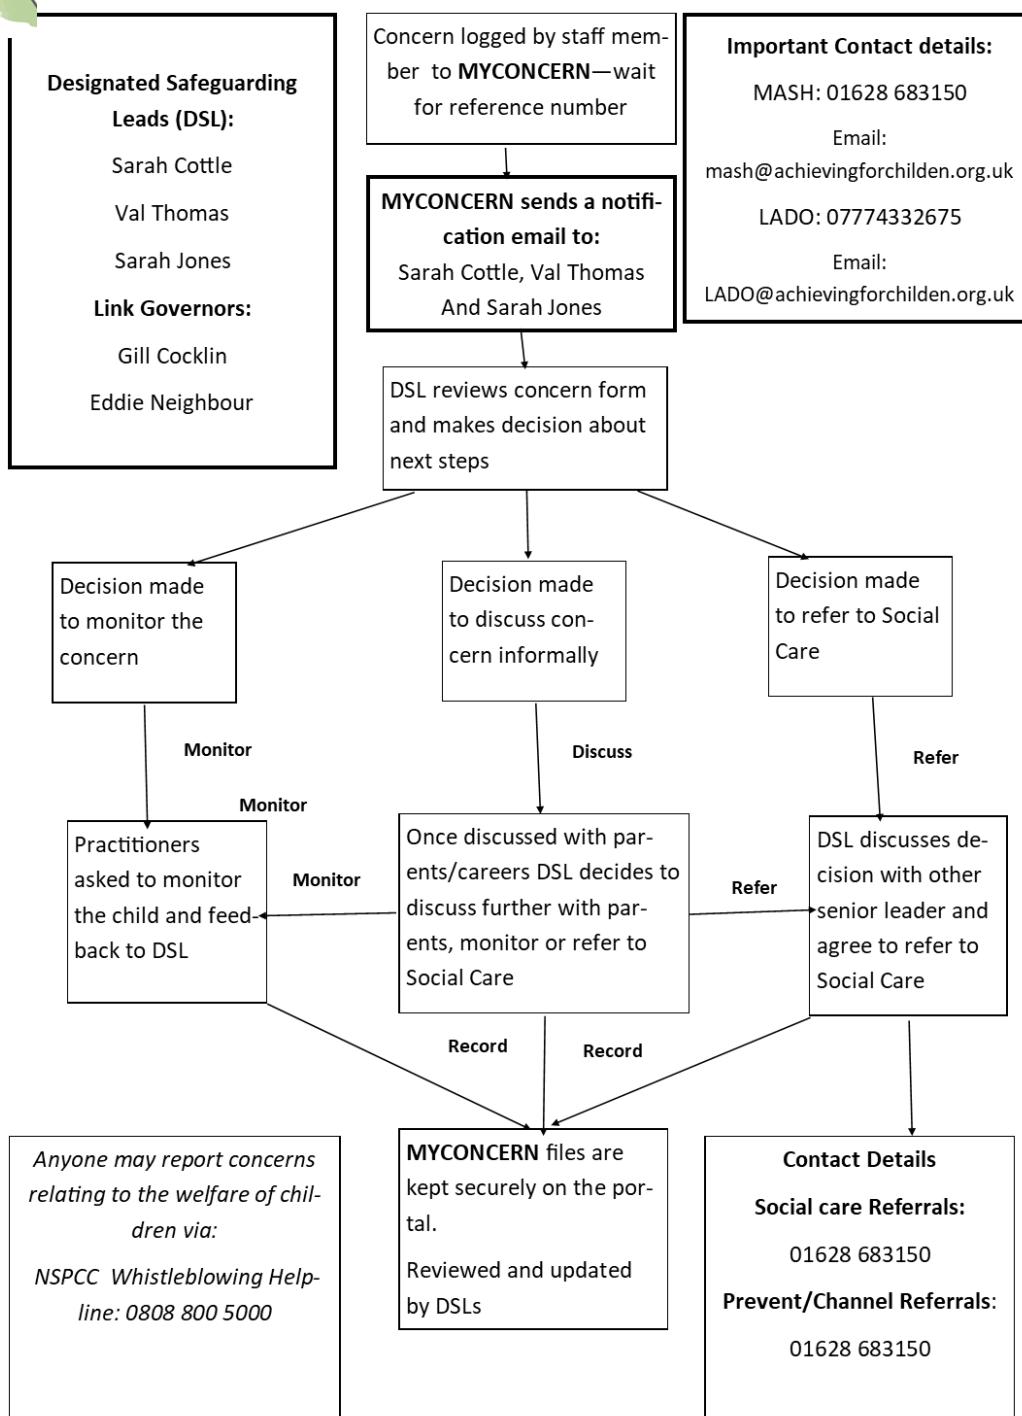 Designated Safeguarding
Leads (DSL):
Sarah Cottle
Val Thomas
Sarah Jones
Link Governors:
Gill Cocklin
Eddie Neighbour
Concern logged by staff mem-
ber to MYCONCERN—wait
for reference number
Important Contact details:
MASH: 01628 683150
Email:
mash@achievingforchilden.org.uk
LADO: 07774332675
Email:
LADO@achievingforchilden.org.uk
MYCONCERN sends a notifi-
cation email to:
Sarah Cottle, Val Thomas
And Sarah Jones
DSL reviews concern form
and makes decision about
next steps
Decision made
to monitor the
concern
Decision made
to discuss con-
cern informally
Decision made
to refer to Social
Care
Monitor
Discuss
Refer
Monitor
Practitioners
asked to monitor
the child and feed-
back to DSL
Monitor
Once discussed with par-
ents/careers DSL decides to
discuss further with par-
ents, monitor or refer to
Social Care
Refer
DSL discusses de-
cision with other
senior leader and
agree to refer to
Social Care
Record
Record
Anyone may report concerns
relating to the welfare of chil-
dren via:
NSPCC Whistleblowing Help-
line: 0808 800 5000
MYCONCERN files are
kept securely on the por-
tal.
Reviewed and updated
by DSLs
Contact Details
Social care Referrals:
01628 683150
Prevent/Channel Referrals:
01628 683150